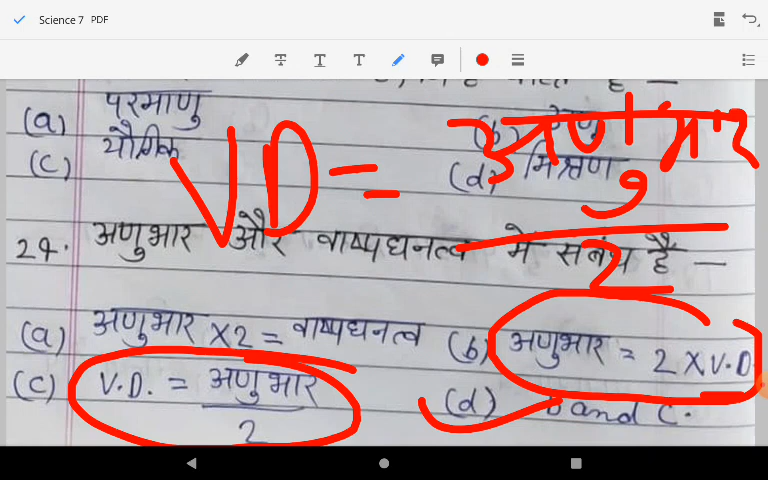 Science 7 PDF
(a) परमाणु (b) रेणु
(c) यौगिक (d) मिश्रण
VD = अणुभार
2
24. अणुभार और वाष्पघनत्व में संबंध है —
(a) अणुभार X2 = वाष्पघनत्व (b) अणुभार = 2 X V.D
(c) V.D. = अणुभार (d) b and c.
2